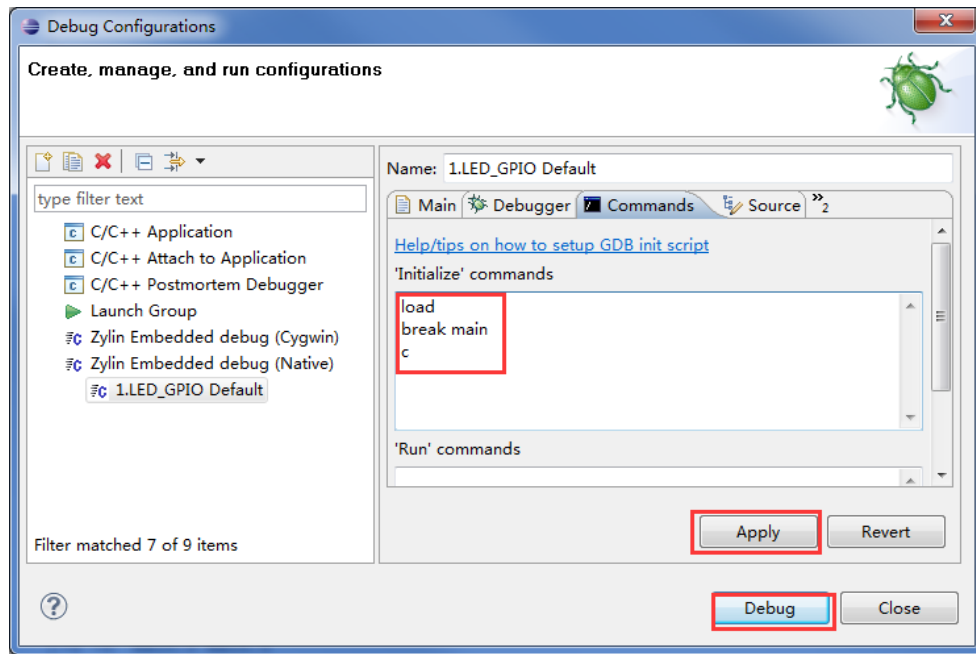 Debug Configurations
Create, manage, and run configurations
type filter text
C/C++ Application
C/C++ Attach to Application
C/C++ Postmortem Debugger
Launch Group
Zylin Embedded debug (Cygwin)
Zylin Embedded debug (Native)
1.LED_GPIO Default
Filter matched 7 of 9 items
Name: 1.LED_GPIO Default
Main Debugger Commands Source »2
Help/tips on how to setup GDB init script
'Initialize' commands
load
break main
c
'Run' commands
Apply Revert
Debug Close